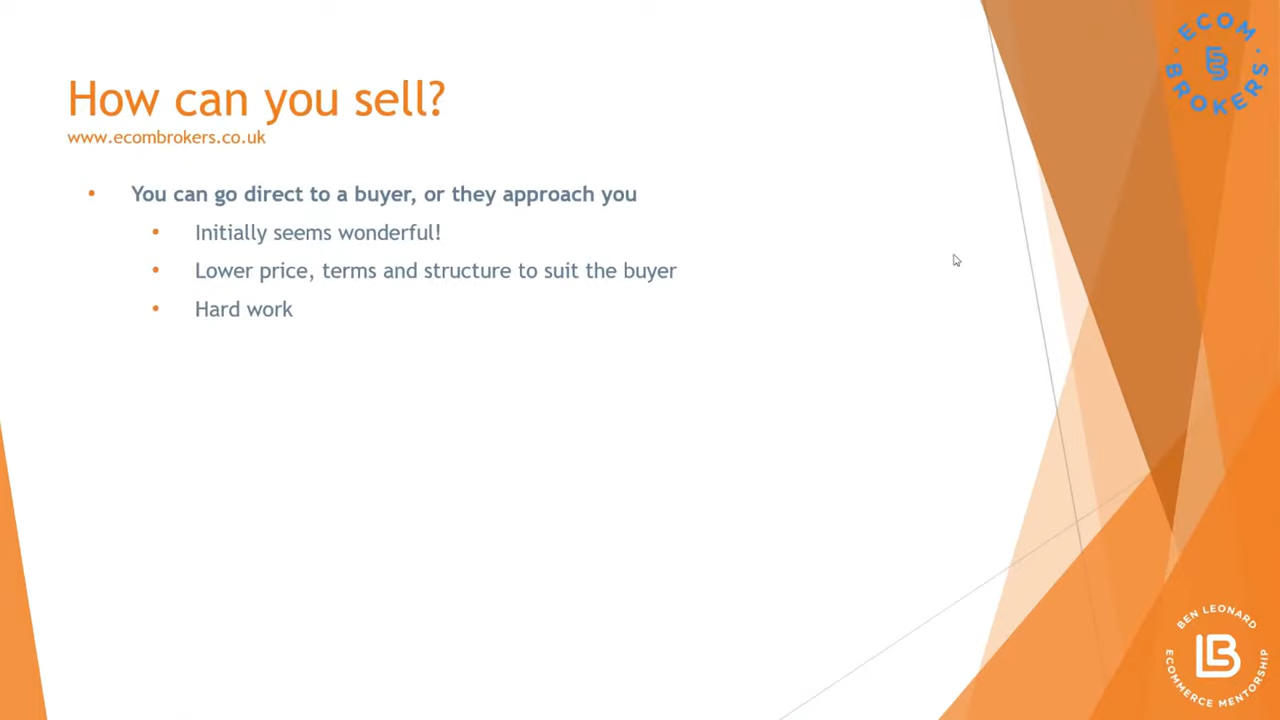 How can you sell?
www.ecombrokers.co.uk
• You can go direct to a buyer, or they approach you
• Initially seems wonderful!
• Lower price, terms and structure to suit the buyer
• Hard work
ECOM
BROKERS
BEN LEONARD
ECOMMERCE MENTORSHIP